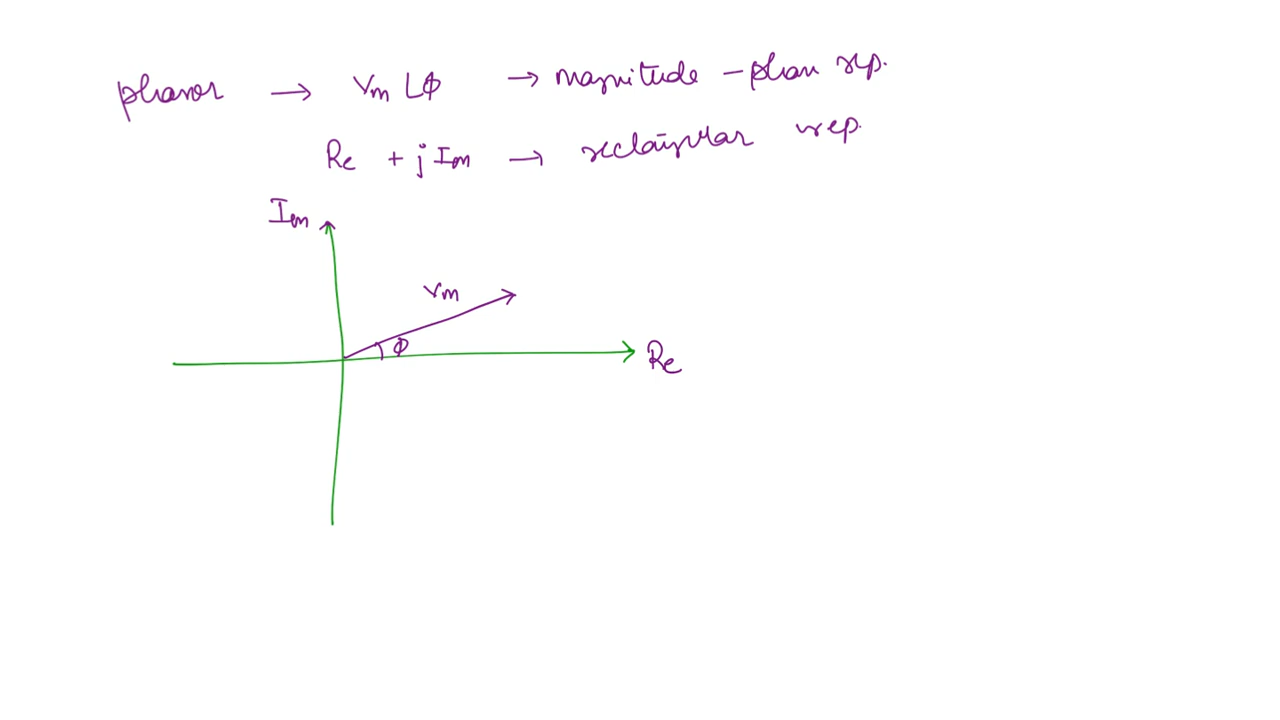 phasor → Vm ∠ϕ → magnitude - phase rep.
Re + j Im → rectangular rep.
Im
Vm
ϕ
Re